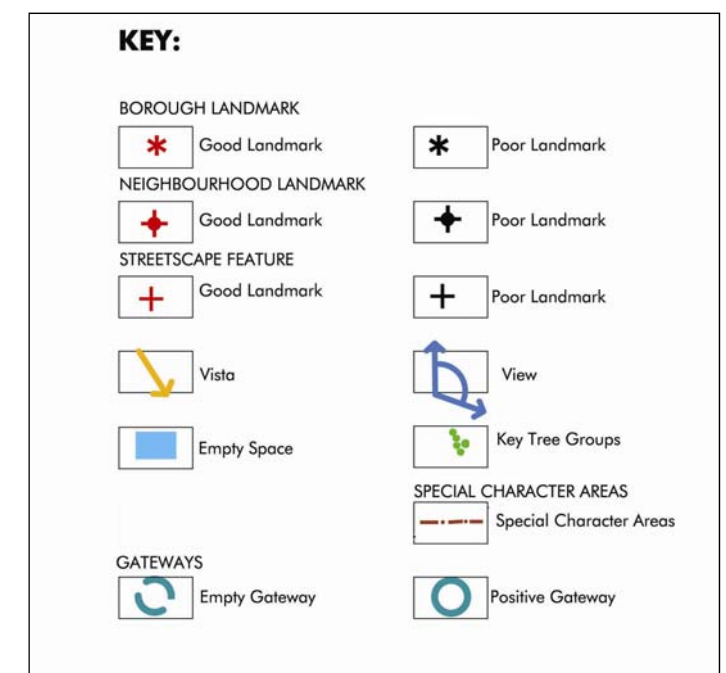 KEY:
BOROUGH LANDMARK
Good Landmark
Poor Landmark
NEIGHBOURHOOD LANDMARK
Good Landmark
Poor Landmark
STREETSCAPE FEATURE
Good Landmark
Poor Landmark
Vista
View
Empty Space
Key Tree Groups
SPECIAL CHARACTER AREAS
Special Character Areas
GATEWAYS
Empty Gateway
Positive Gateway